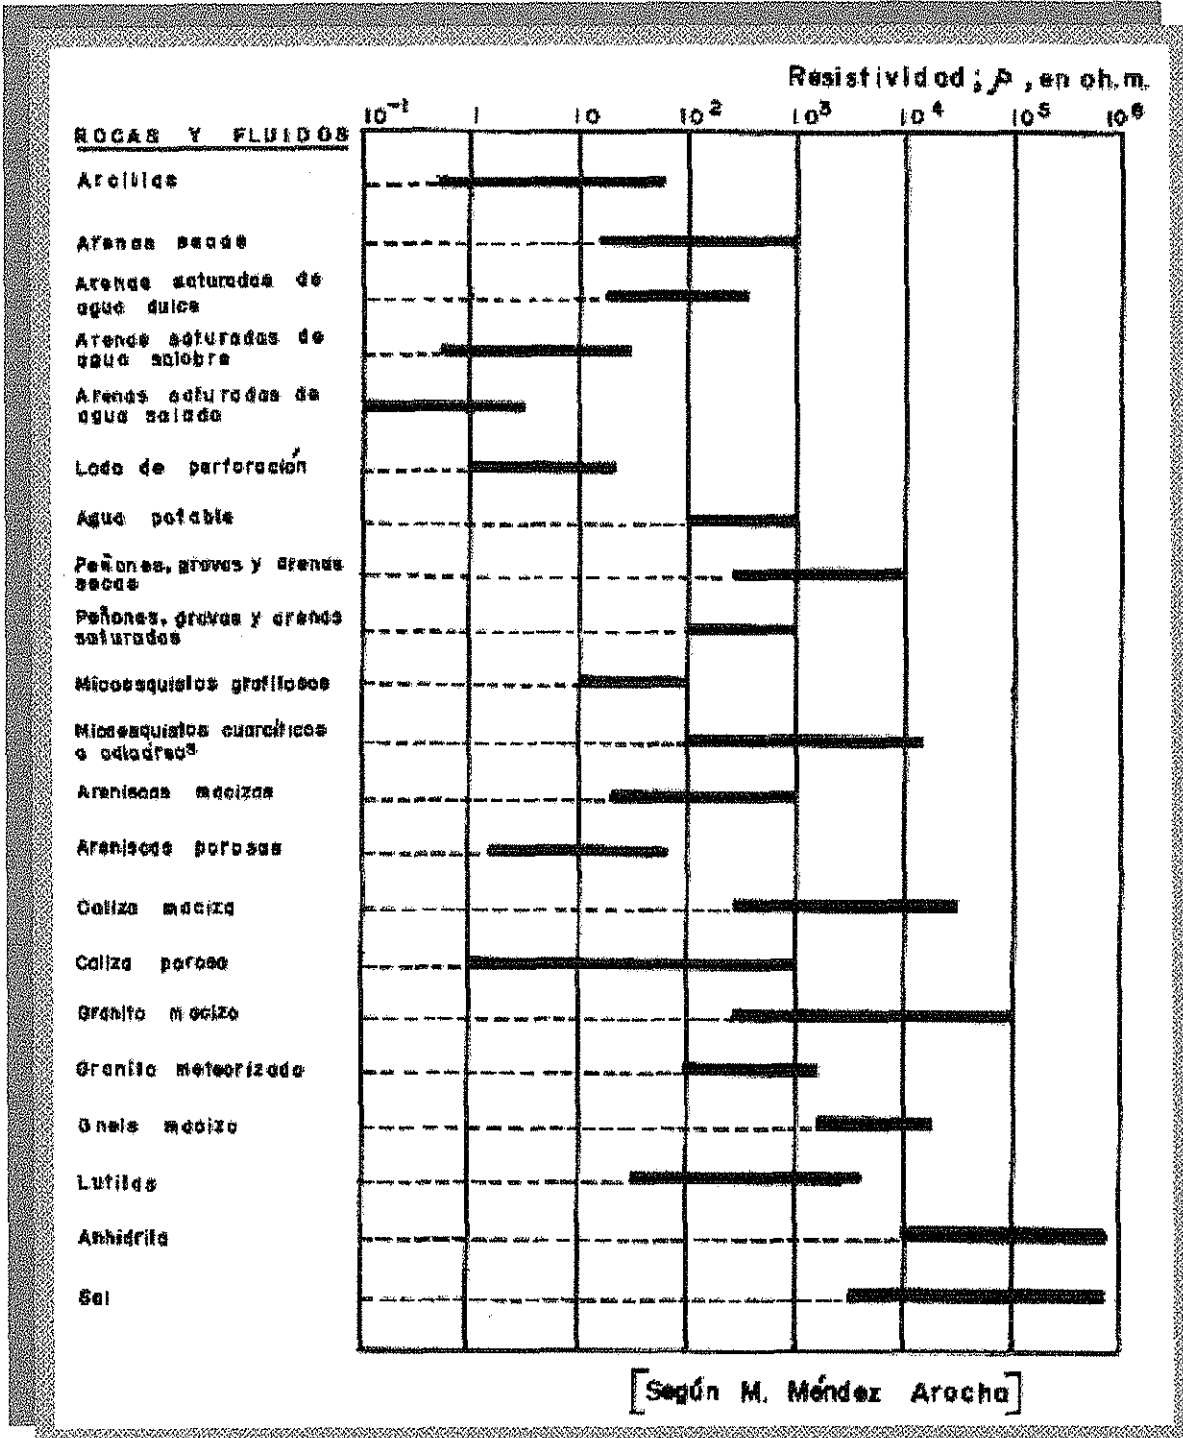 Resistividad; ρ, en oh.m.
10⁻¹ 1 10 10² 10³ 10⁴ 10⁵ 10⁶
ROCAS Y FLUIDOS
Arcillas
Arenas secas
Arenas saturadas de
agua dulce
Arenas saturadas de
agua salobre
Arenas saturadas de
agua salada
Lodo de perforación
Agua potable
Peñones, gravas y arenas
secas
Peñones, gravas y arenas
saturados
Micaesquistos grafitosos
Micaesquistos cuarcíticos
o
Areniscas macizas
Areniscas porosas
Caliza maciza
Caliza porosa
Granito macizo
Granito meteorizado
Gneis macizo
Lutitas
Anhidrita
Sal
[Según M. Méndez Arocha]